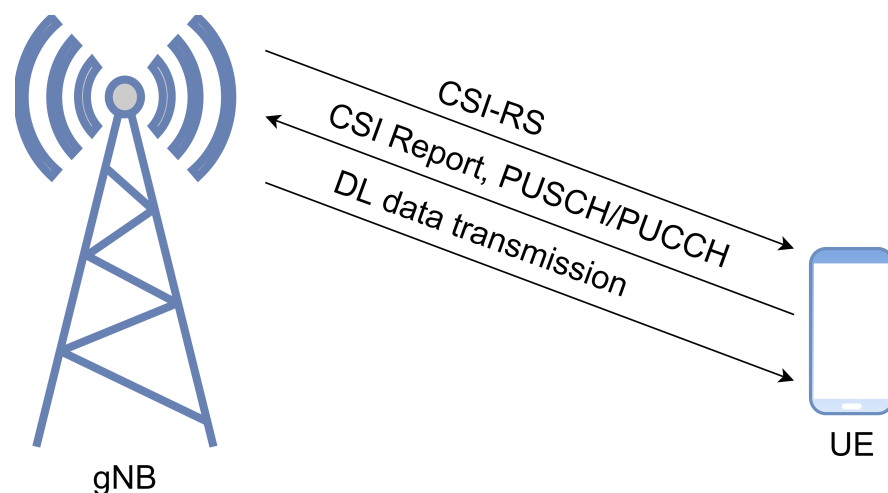 CSI-RS
CSI Report, PUSCH/PUCCH
DL data transmission
UE
gNB